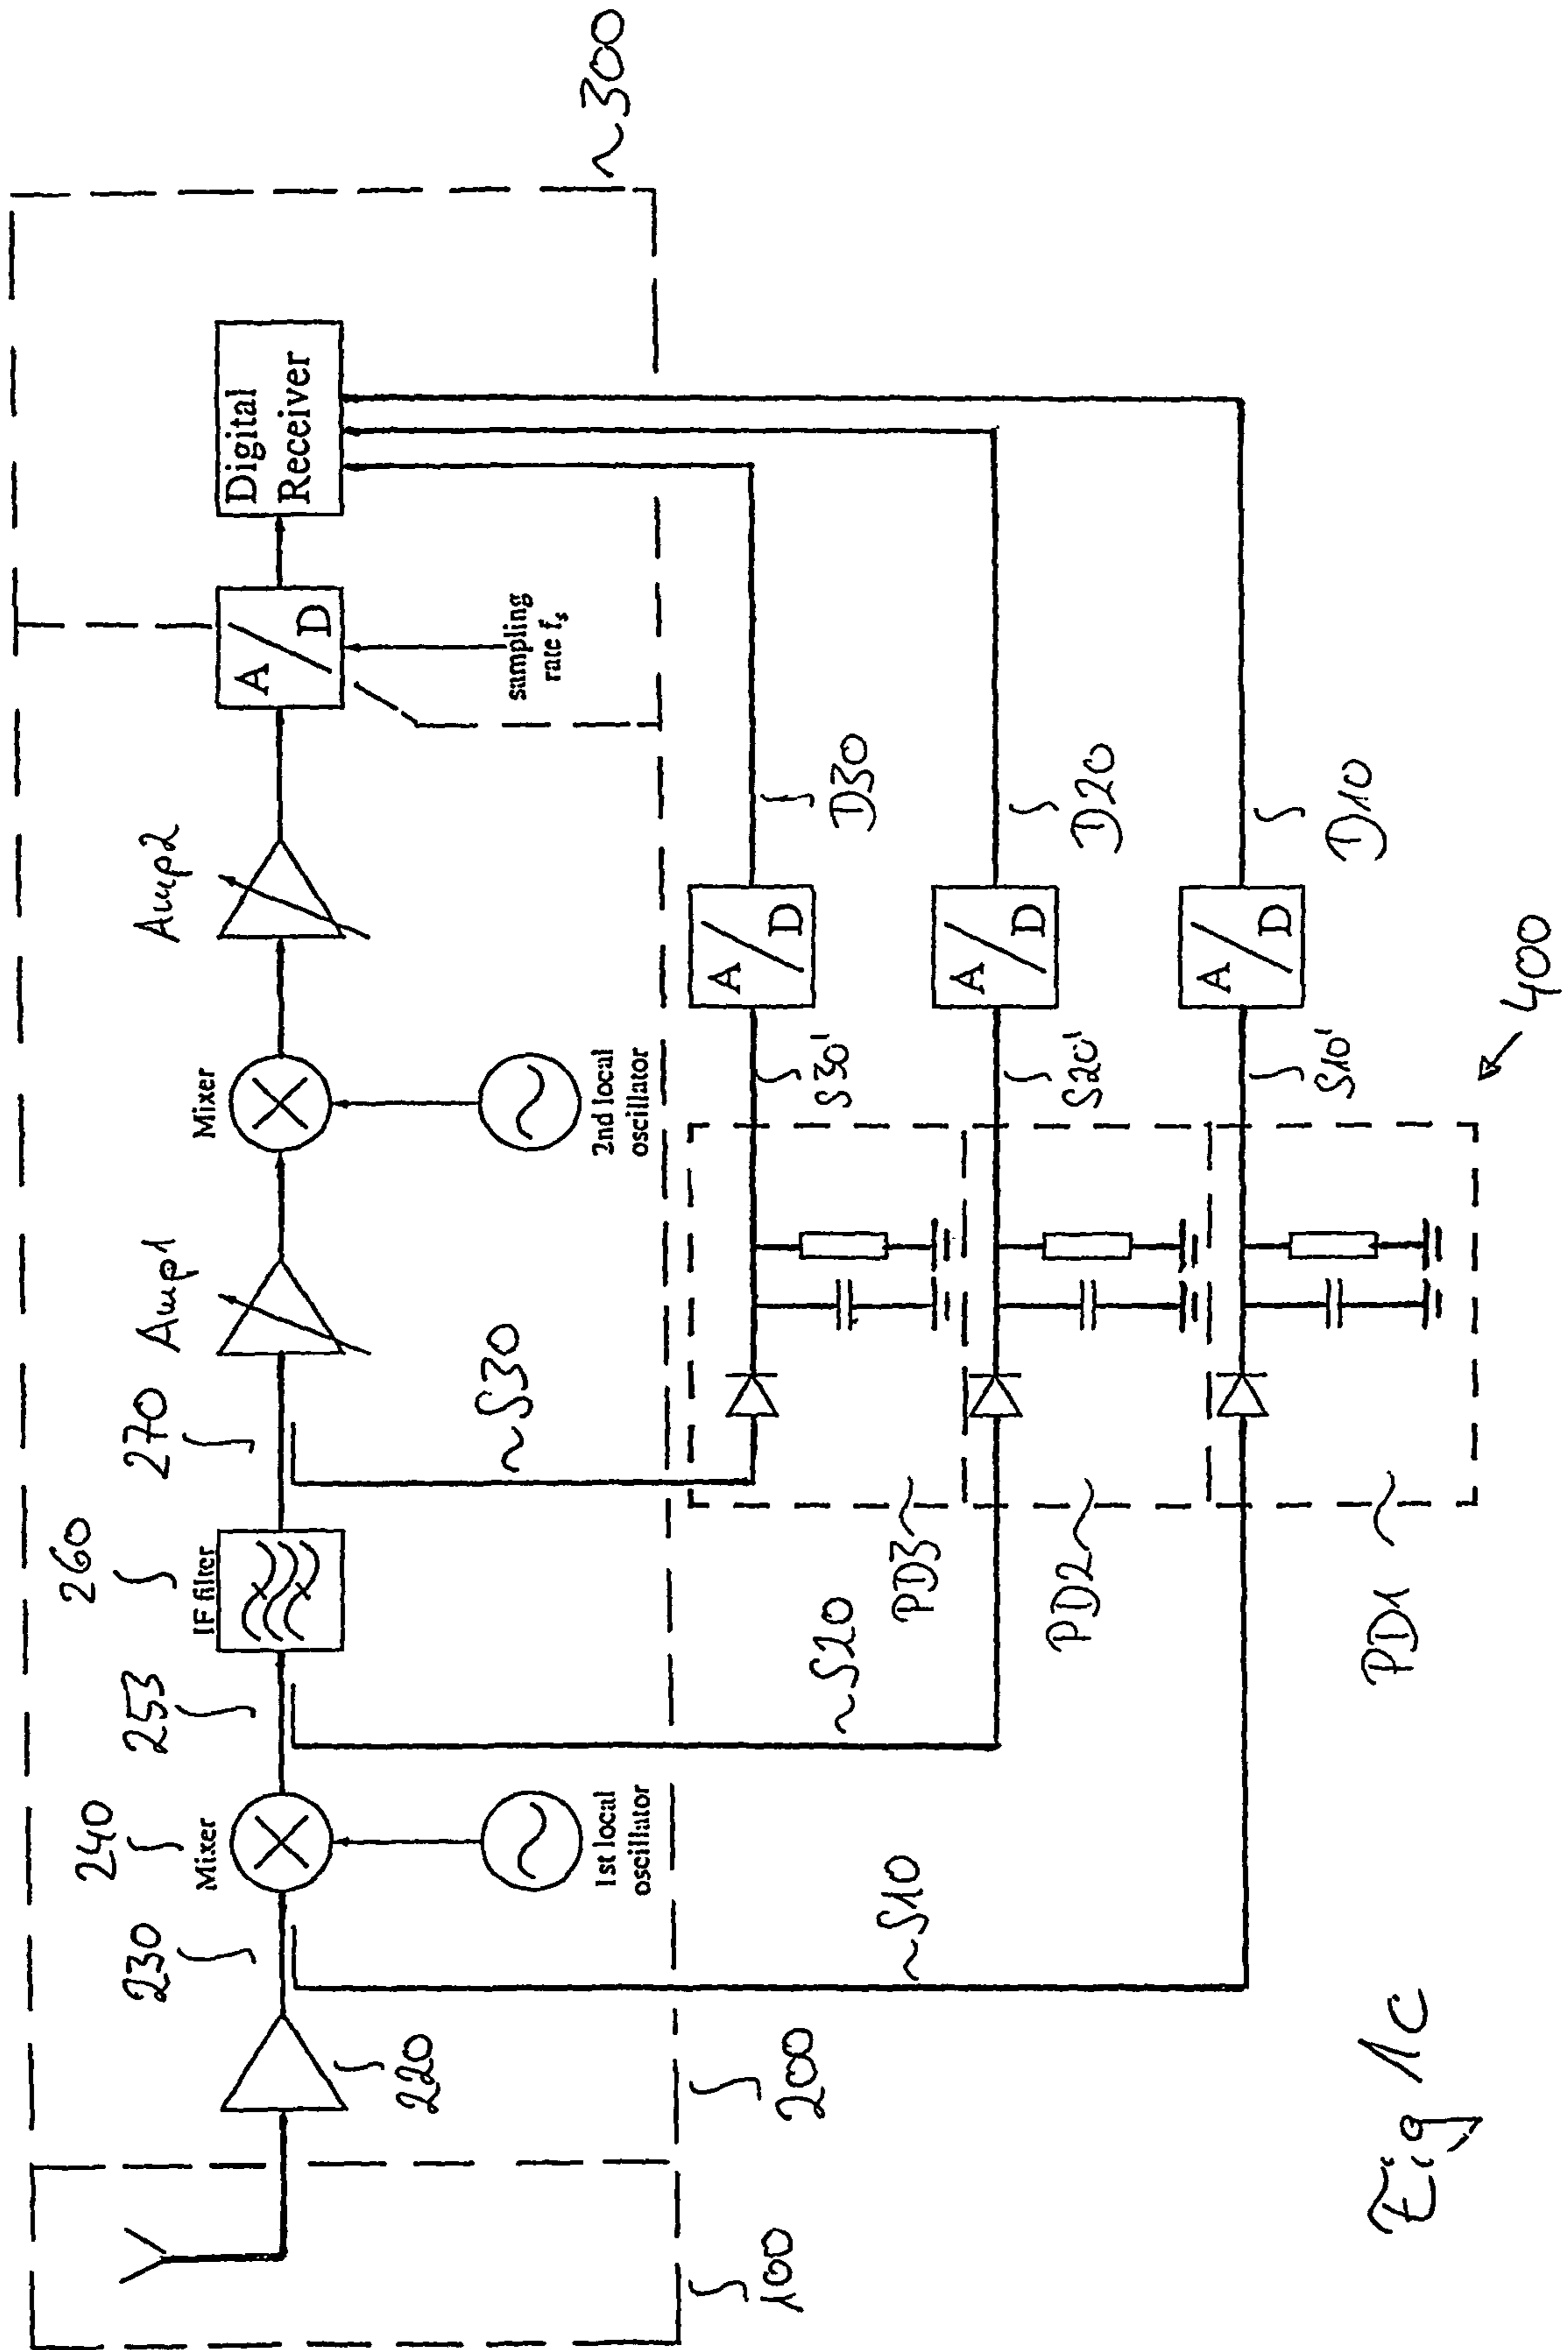 ~300
Digital
Receiver
A
D
sampling
rate fs
Amp2
Mixer
2nd local
oscillator
Amp1
270
260
IF filter
253
240
Mixer
1st local
oscillator
230
220
200
100
~S30
~S20
~S10
A
D
D30
S30'
A
D
D20
S20'
A
D
D10
S10'
PD3
PD2
PD1
400
Fig 1c